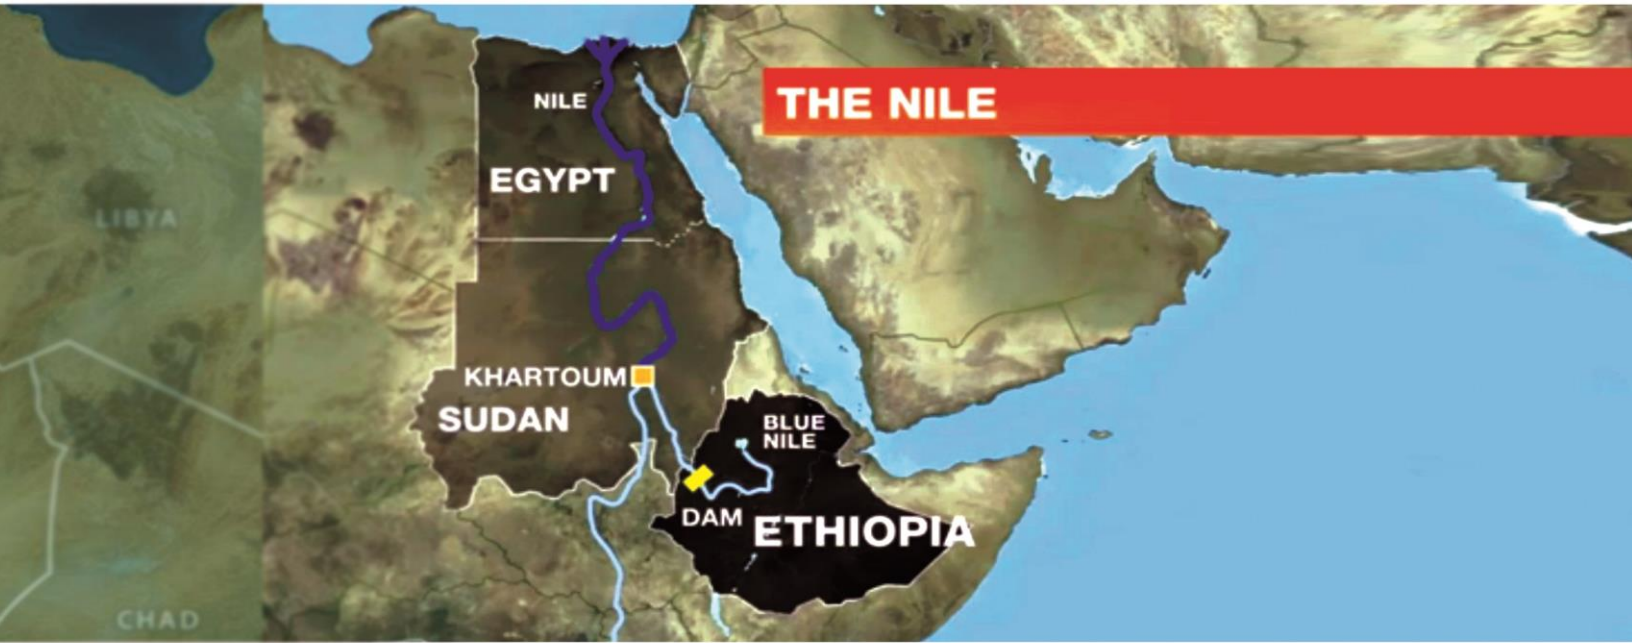 THE NILE
NILE
EGYPT
LIBYA
KHARTOUM
SUDAN
BLUE
NILE
DAM
ETHIOPIA
CHAD